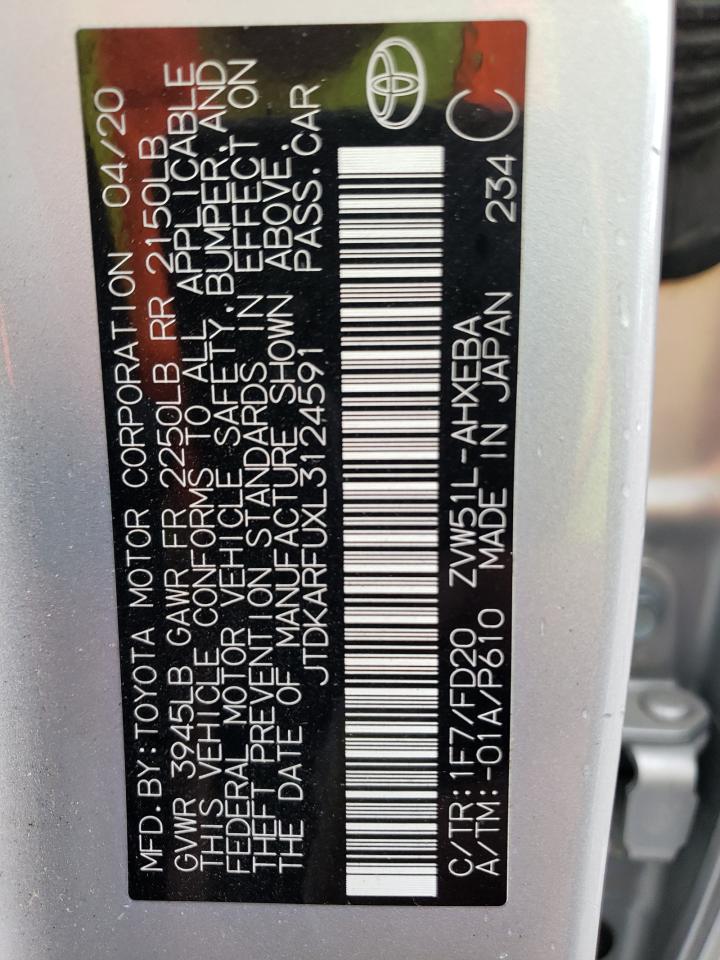 MFD.BY:TOYOTA MOTOR CORPORATION 04/20
GVWR 3945LB GAWR FR 2250LB RR 2150LB
THIS VEHICLE CONFORMS TO ALL APPLICABLE
FEDERAL MOTOR VEHICLE SAFETY,BUMPER,AND
THEFT PREVENTION STANDARDS IN EFFECT ON
THE DATE OF MANUFACTURE SHOWN ABOVE.
JTDKARFUXL3124591 PASS.CAR
C/TR:1F7/FD20 ZVW51L-AHXEBA
A/TM:-01A/P610 MADE IN JAPAN 234
C